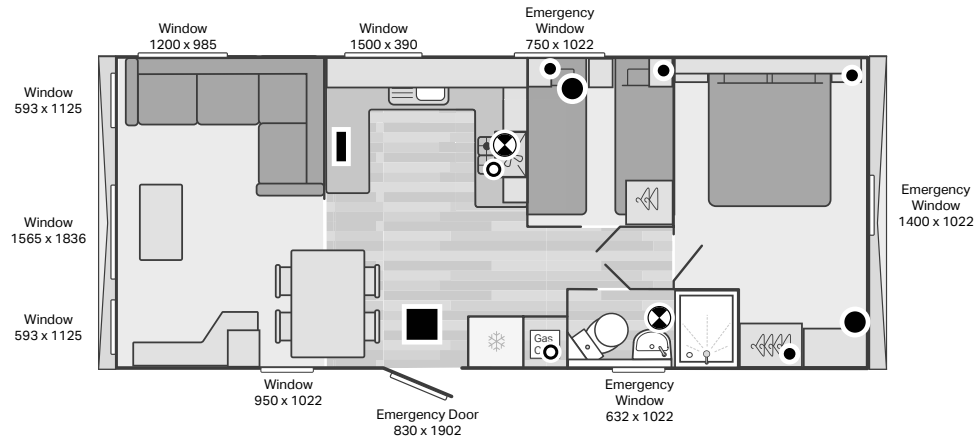 Emergency
Window
750 x 1022
Window
1200 x 985
Window
1500 x 390
Window
593 x 1125
Emergency
Window
1400 x 1022
Window
1565 x 1836
Window
593 x 1125
Gas
C
Window
950 x 1022
Emergency
Window
632 x 1022
Emergency Door
830 x 1902